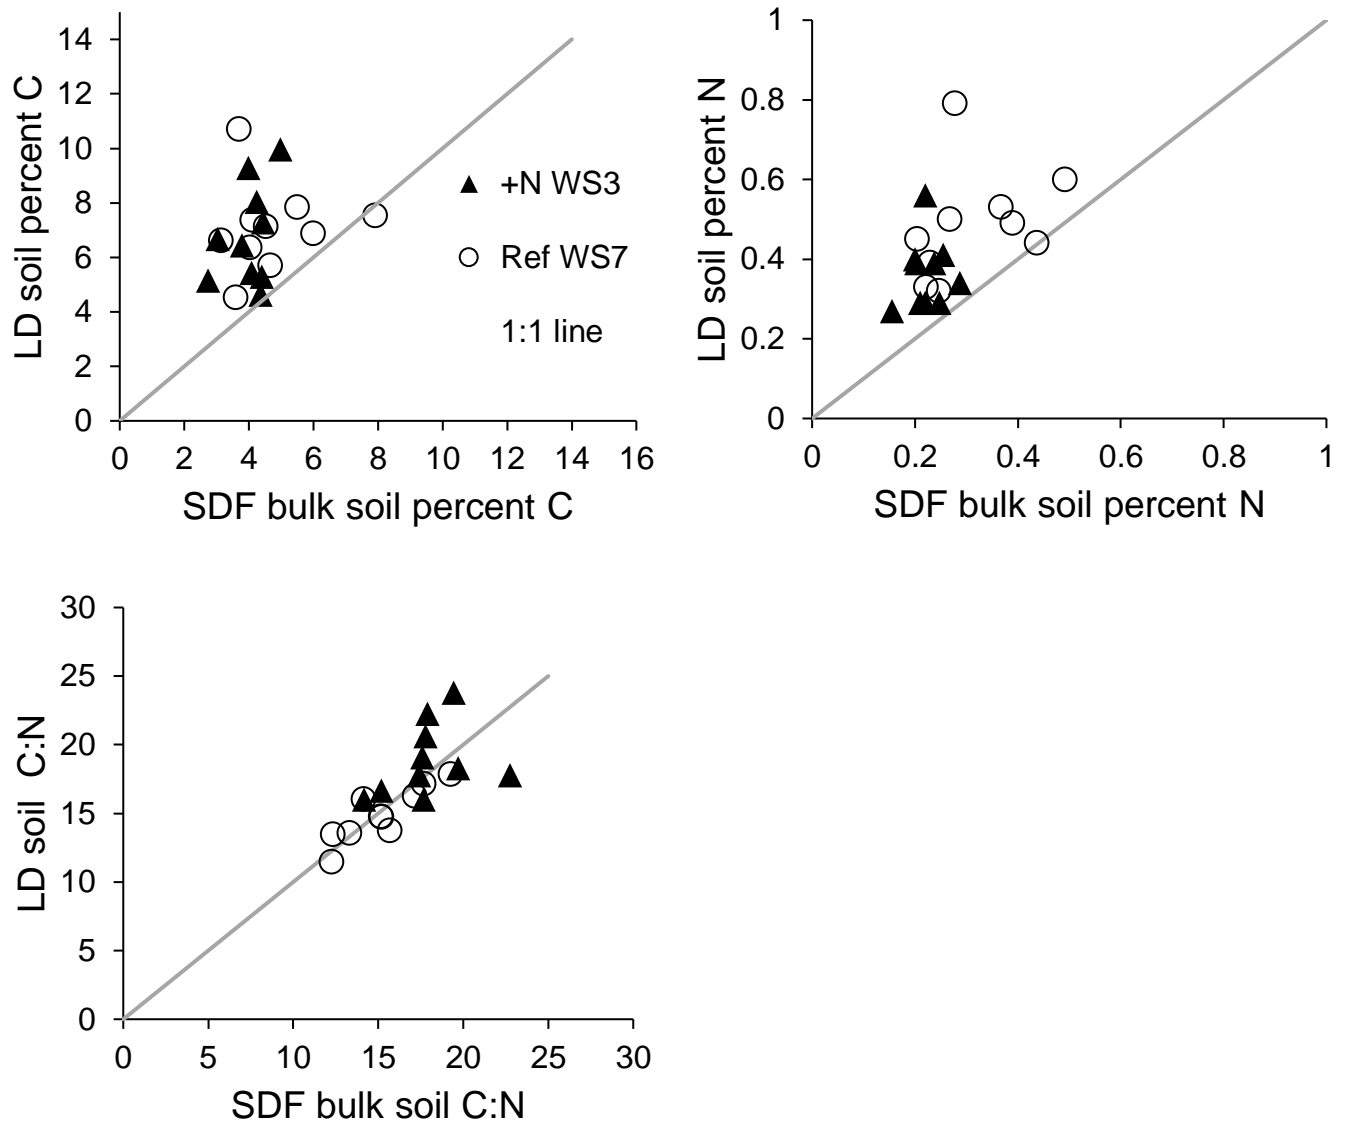 LD soil percent C
14
12
10
8
6
4
2
0
0 2 4 6 8 10 12 14 16
SDF bulk soil percent C
+N WS3
Ref WS7
1:1 line
LD soil percent N
1
0.8
0.6
0.4
0.2
0
0 0.2 0.4 0.6 0.8 1
SDF bulk soil percent N
LD soil C:N
30
25
20
15
10
5
0
0 5 10 15 20 25 30
SDF bulk soil C:N